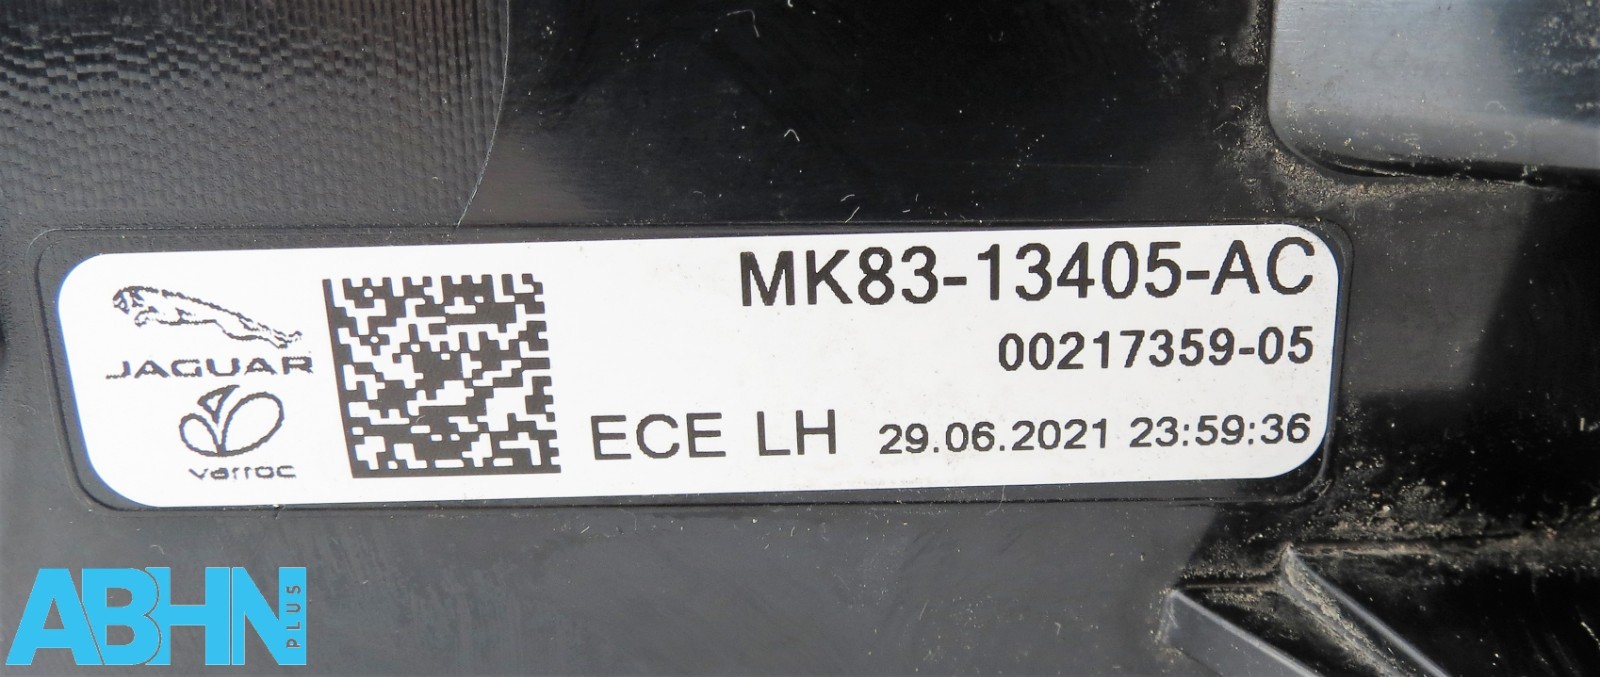 MK83-13405-AC
JAGUAR
00217359-05
varroc
ECE LH 29.06.2021 23:59:36
ABHN PLUS